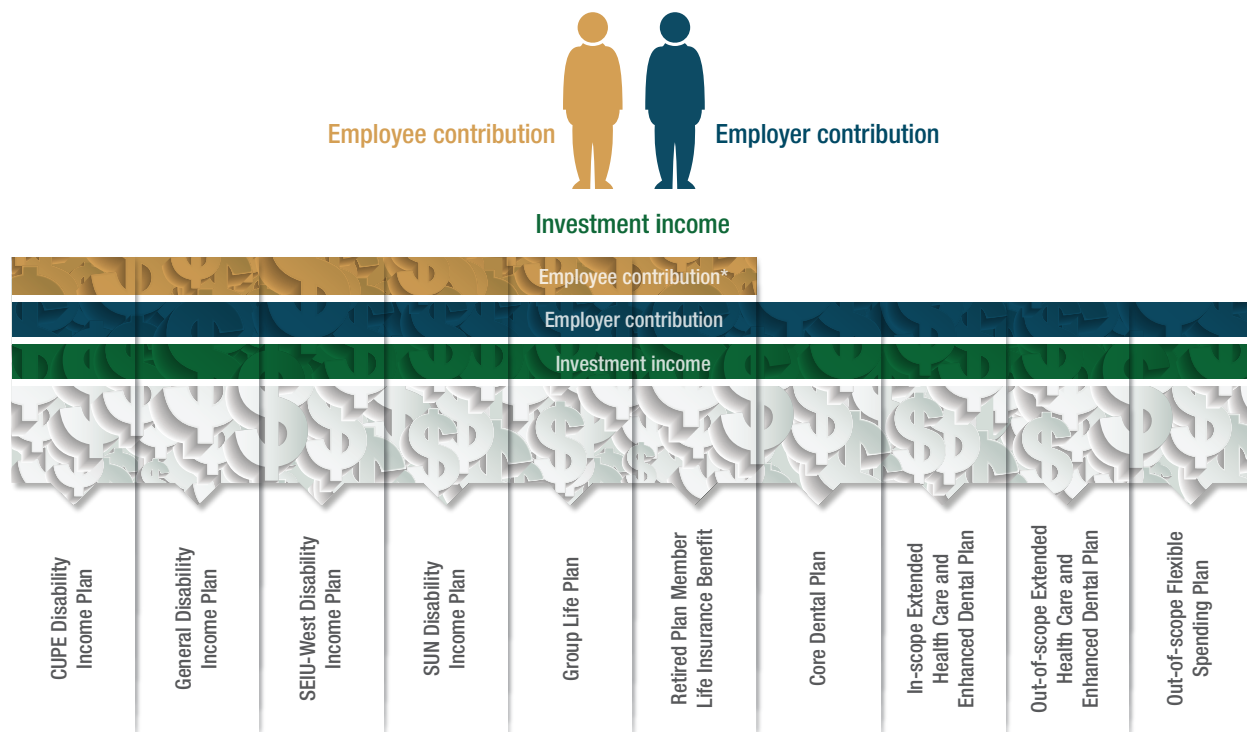 Employee contribution
Employer contribution
Investment income
Employee contribution*
Employer contribution
Investment income
CUPE Disability
Income Plan
General Disability
Income Plan
SEIU-West Disability
Income Plan
SUN Disability
Income Plan
Group Life Plan
Retired Plan Member
Life Insurance Benefit
Core Dental Plan
In-scope Extended
Health Care and
Enhanced Dental Plan
Out-of-scope Extended
Health Care and
Enhanced Dental Plan
Out-of-scope Flexible
Spending Plan